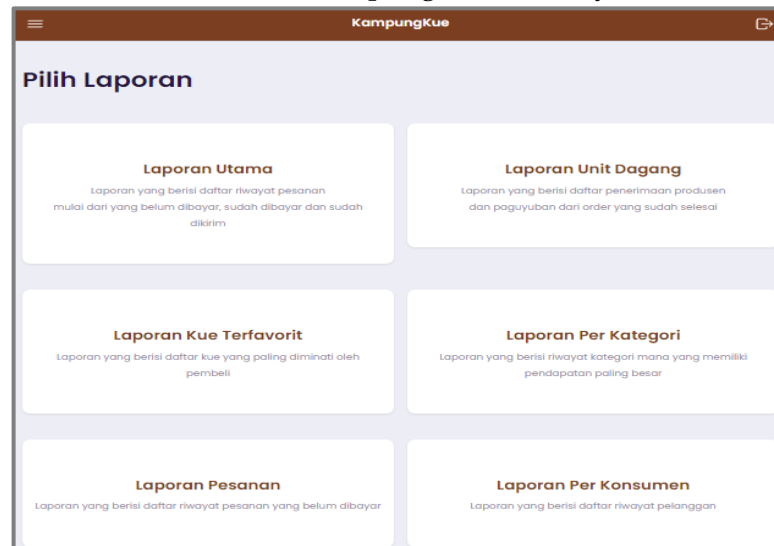 KampungKue
Pilih Laporan
Laporan Utama
Laporan yang berisi daftar riwayat pesanan
mulai dari yang belum dibayar, sudah dibayar dan sudah
dikirim
Laporan Unit Dagang
Laporan yang berisi daftar penerimaan produsen
dan paguyuban dari order yang sudah selesai
Laporan Kue Terfavorit
Laporan yang berisi daftar kue yang paling diminati oleh
pembeli
Laporan Per Kategori
Laporan yang berisi riwayat kategori mana yang memiliki
pendapatan paling besar
Laporan Pesanan
Laporan yang berisi daftar riwayat pesanan yang belum dibayar
Laporan Per Konsumen
Laporan yang berisi daftar riwayat pelanggan